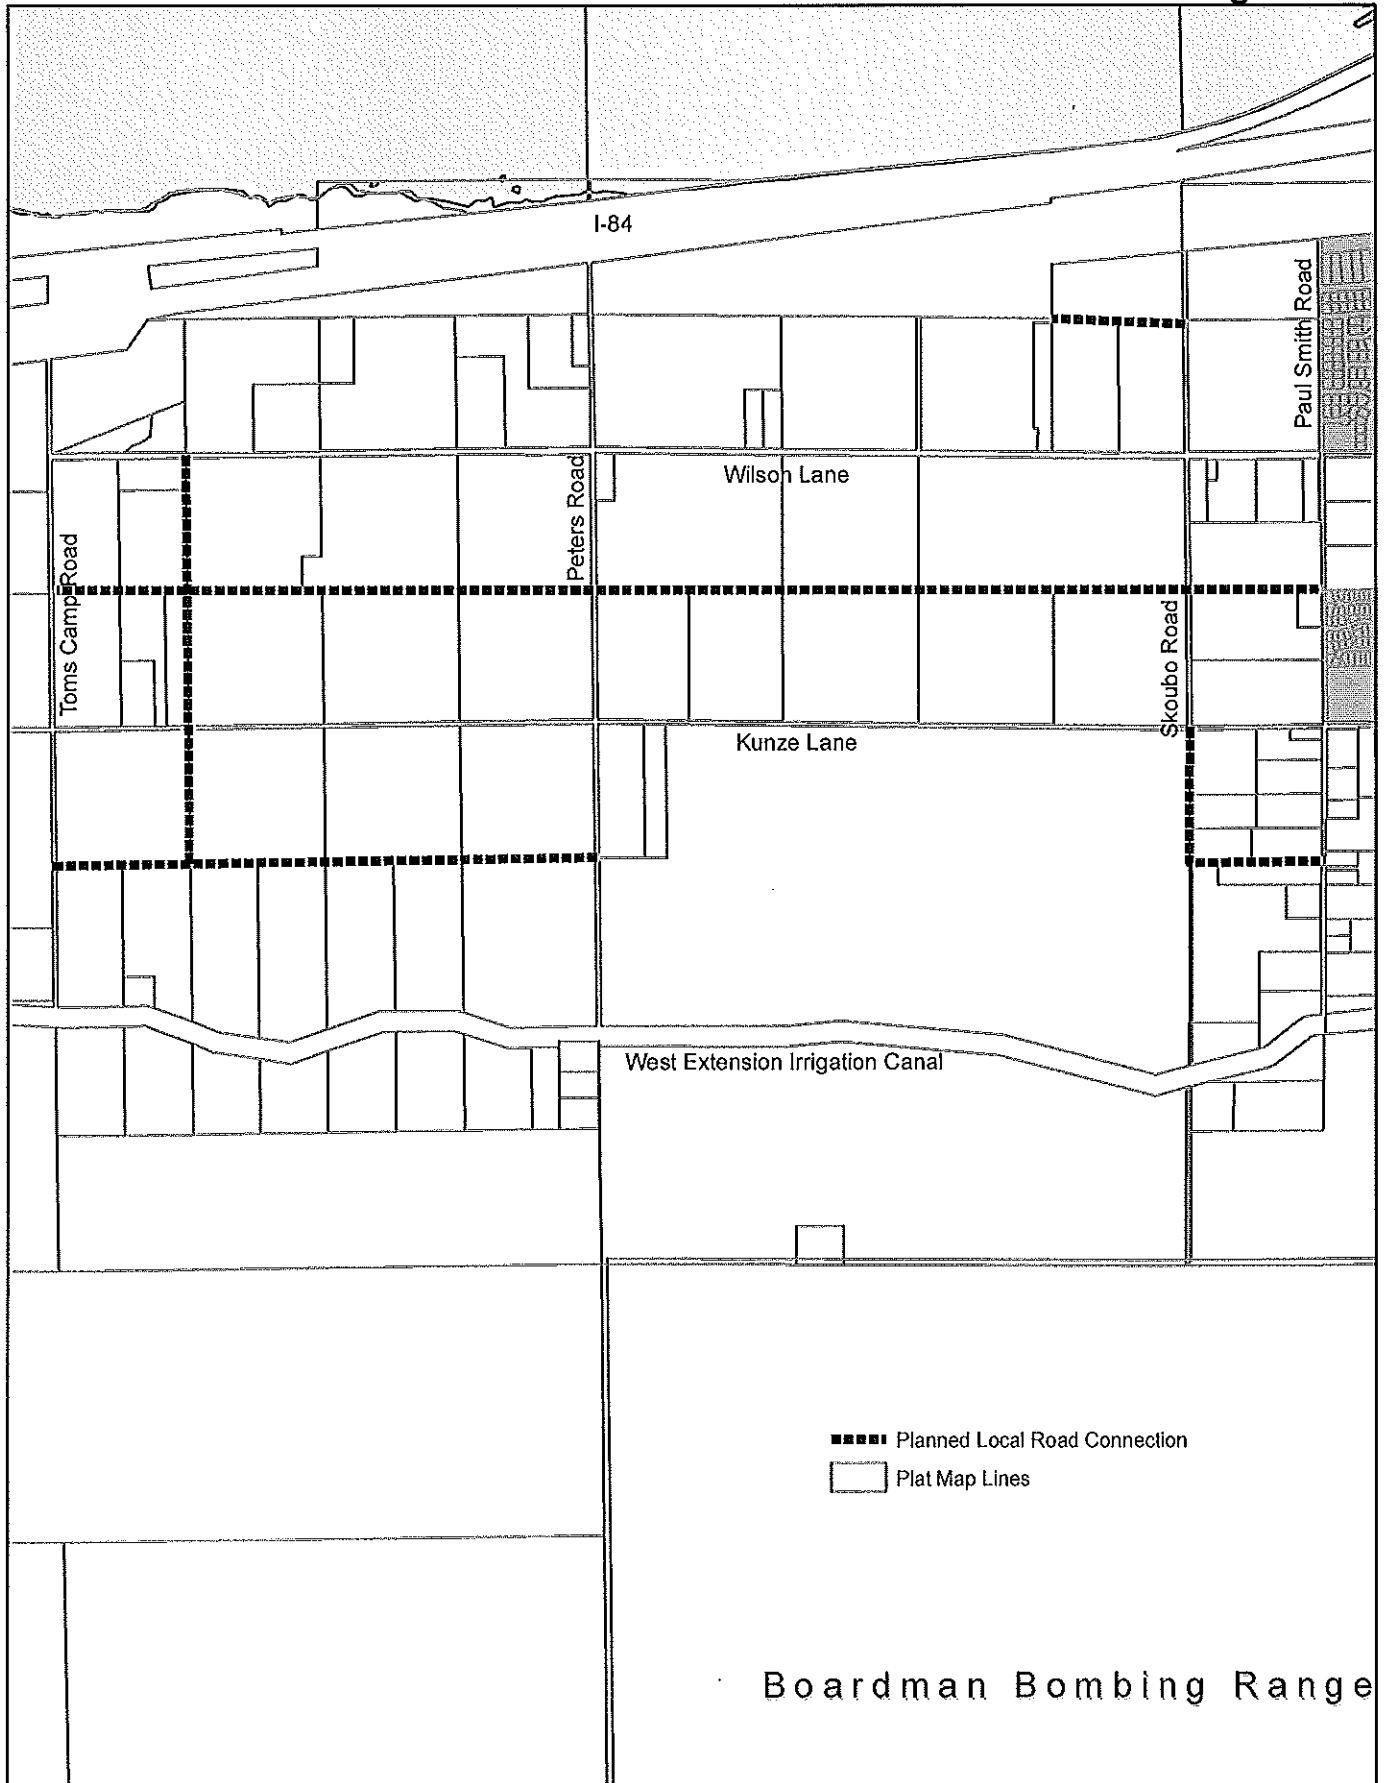 I-84
Paul Smith Road
Wilson Lane
Peters Road
Toms Camp Road
Skoubo Road
Kunze Lane
West Extension Irrigation Canal
Planned Local Road Connection
Plat Map Lines
Boardman Bombing Range